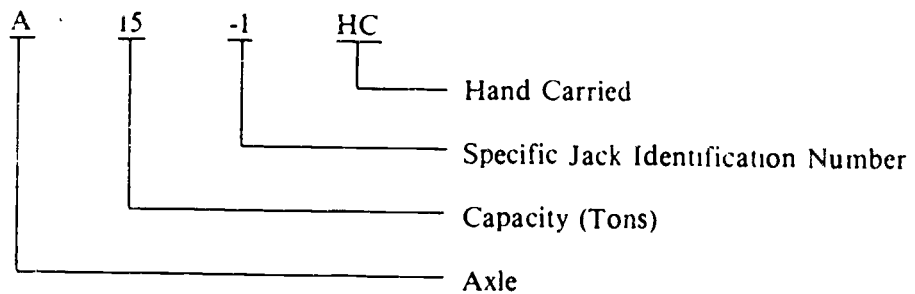 A 15 -1 HC
Hand Carried
Specific Jack Identification Number
Capacity (Tons)
Axle